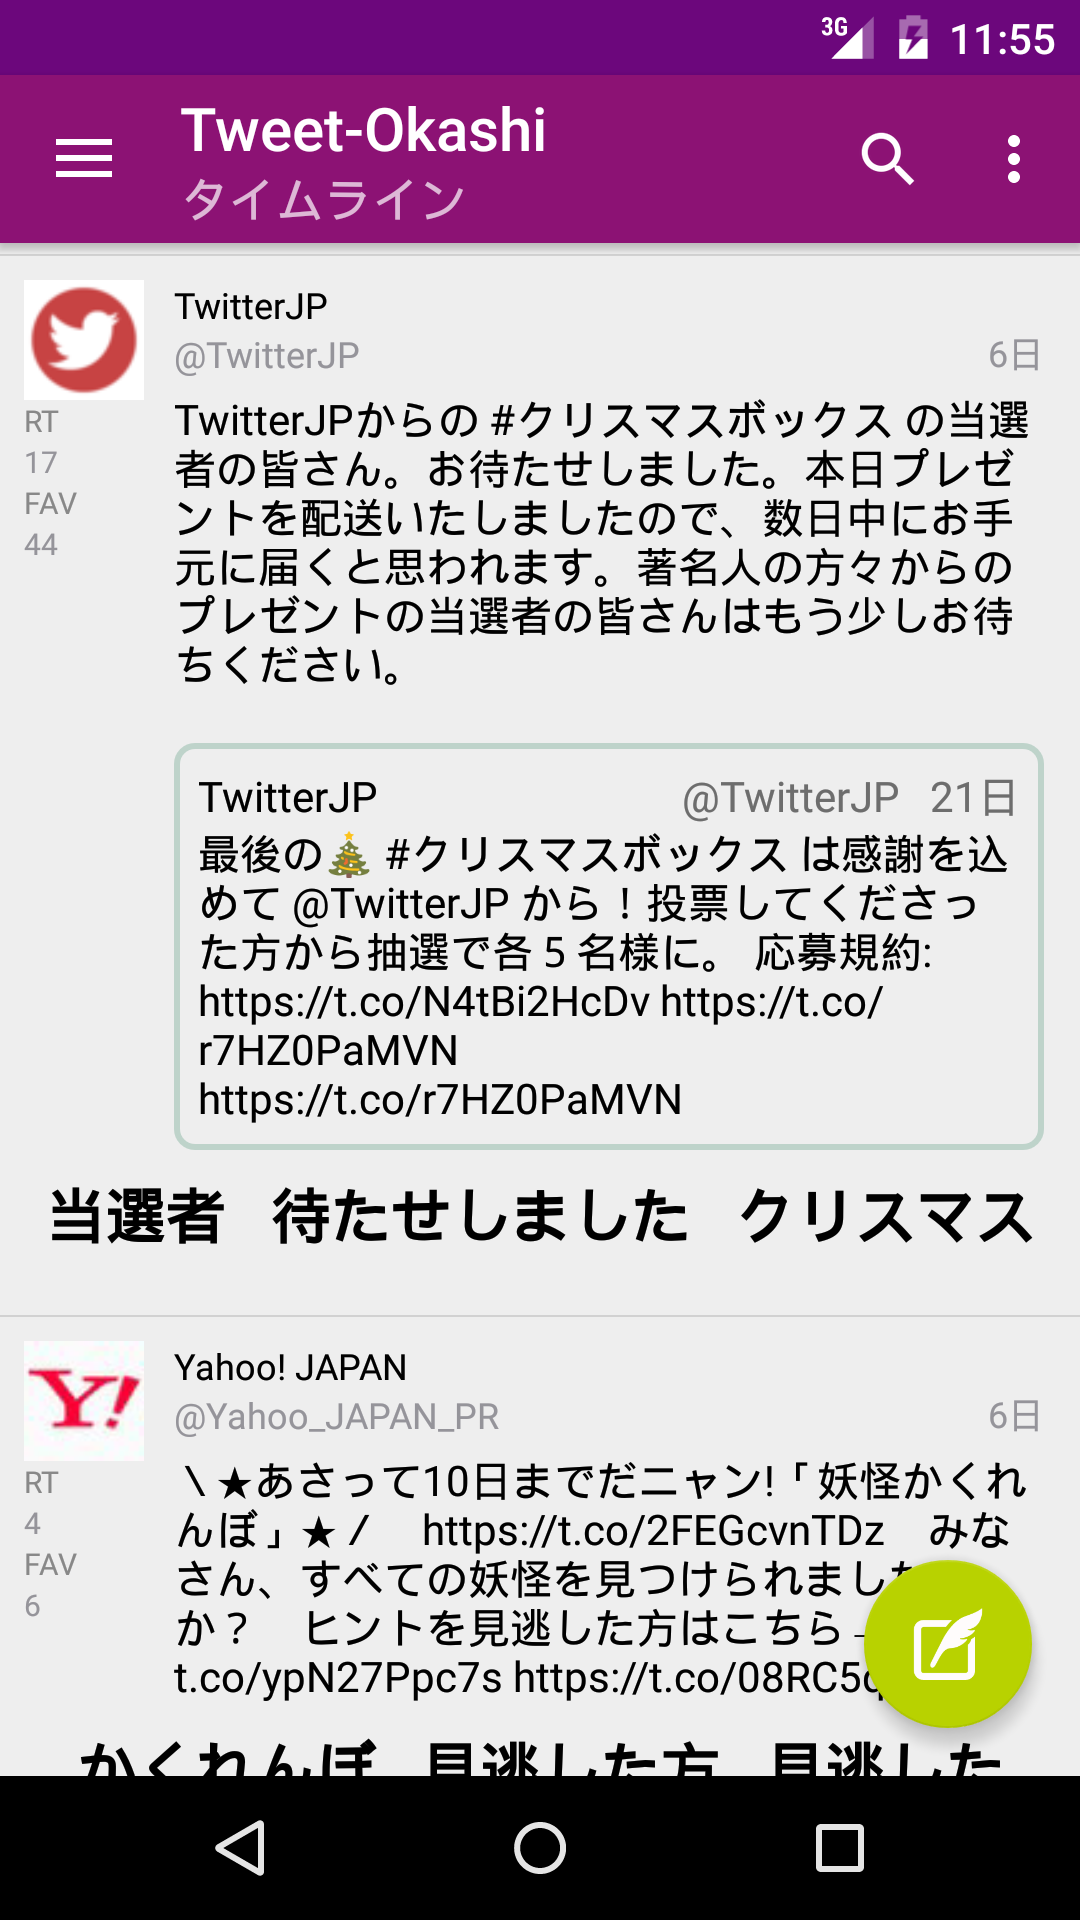 3G 11:55
Tweet-Okashi
タイムライン
TwitterJP
@TwitterJP 6日
RT
17
FAV
44
TwitterJPからの #クリスマスボックス の当選
者の皆さん。お待たせしました。本日プレゼ
ントを配送いたしましたので、数日中にお手
元に届くと思われます。著名人の方々からの
プレゼントの当選者の皆さんはもう少しお待
ちください。
TwitterJP @TwitterJP 21日
最後の🎄 #クリスマスボックス は感謝を込
めて @TwitterJP から！投票してくださっ
た方から抽選で各５名様に。 応募規約:
https://t.co/N4tBi2HcDv https://t.co/
r7HZ0PaMVN
https://t.co/r7HZ0PaMVN
当選者 待たせしました クリスマス
Yahoo! JAPAN
@Yahoo_JAPAN_PR 6日
RT
4
FAV
6
＼★あさって10日までだニャン!「妖怪かくれ
んぼ」★／　https://t.co/2FEGcvnTDz　みな
さん、すべての妖怪を見つけられました
か？　ヒントを見逃した方はこちら
t.co/ypN27Ppc7s https://t.co/08RC5
かくれんぼ 見逃した方 見逃した